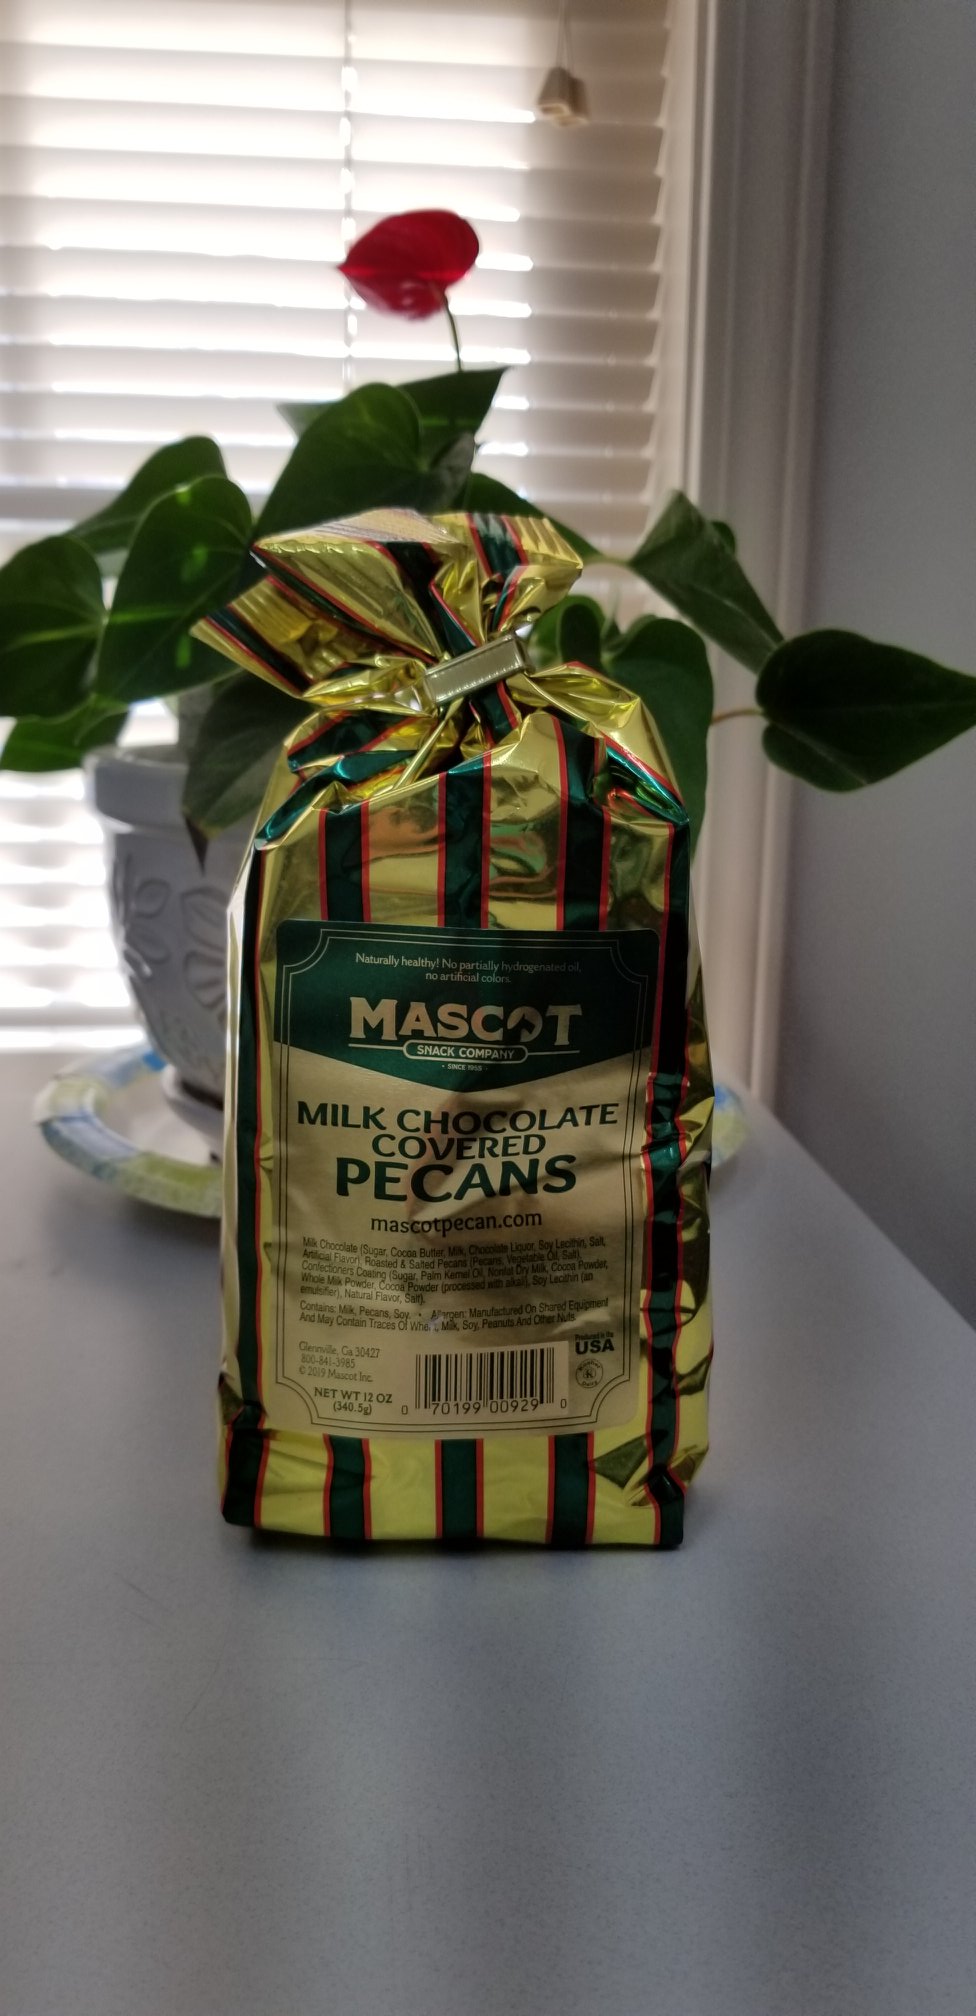 Naturally healthy! No partially hydrogenated oil,
no artificial colors.
MASCOT
SNACK COMPANY
• SINCE 1955 •
MILK CHOCOLATE
COVERED
PECANS
mascotpecan.com
Milk Chocolate (Sugar, Cocoa Butter, Milk, Chocolate Liquor, Soy Lecithin, Salt,
Artificial Flavor), Roasted & Salted Pecans (Pecans, Vegetable Oil, Salt),
Confectioners Coating (Sugar, Palm Kernel Oil, Nonfat Dry Milk, Cocoa Powder,
Whole Milk Powder, Cocoa Powder (processed with alkali), Soy Lecithin (an
emulsifier), Natural Flavor, Salt).
Contains: Milk, Pecans, Soy. • Allergen: Manufactured On Shared Equipment
And May Contain Traces Of Wheat, Milk, Soy, Peanuts And Other Nuts.
Glennville, Ga 30427
800-841-3985
© 2019 Mascot Inc.
NET WT 12 OZ
(340.5g)
Produced in the
USA
K
Dairy
0 70199 00929 0